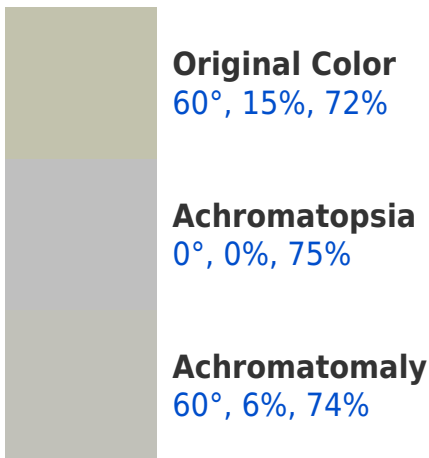 Original Color
60°, 15%, 72%
Achromatopsia
0°, 0%, 75%
Achromatomaly
60°, 6%, 74%